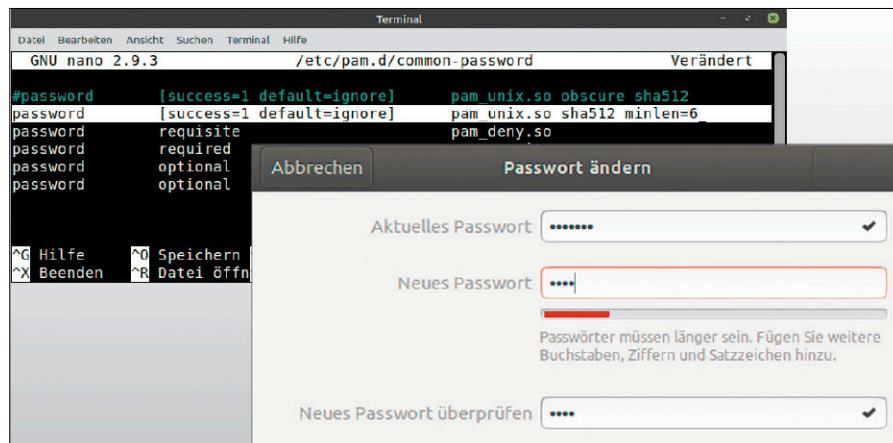 Terminal
Datei Bearbeiten Ansicht Suchen Terminal Hilfe
GNU nano 2.9.3 /etc/pam.d/common-password Verändert
#password [success=1 default=ignore] pam_unix.so obscure sha512
password [success=1 default=ignore] pam_unix.so sha512 minlen=6_
password requisite pam_deny.so
password required
password optional
password optional
^G Hilfe ^O Speichern
^X Beenden ^R Datei öffn
Abbrechen Passwort ändern
Aktuelles Passwort •••••••
Neues Passwort ••••
Passwörter müssen länger sein. Fügen Sie weitere
Buchstaben, Ziffern und Satzzeichen hinzu.
Neues Passwort überprüfen ••••